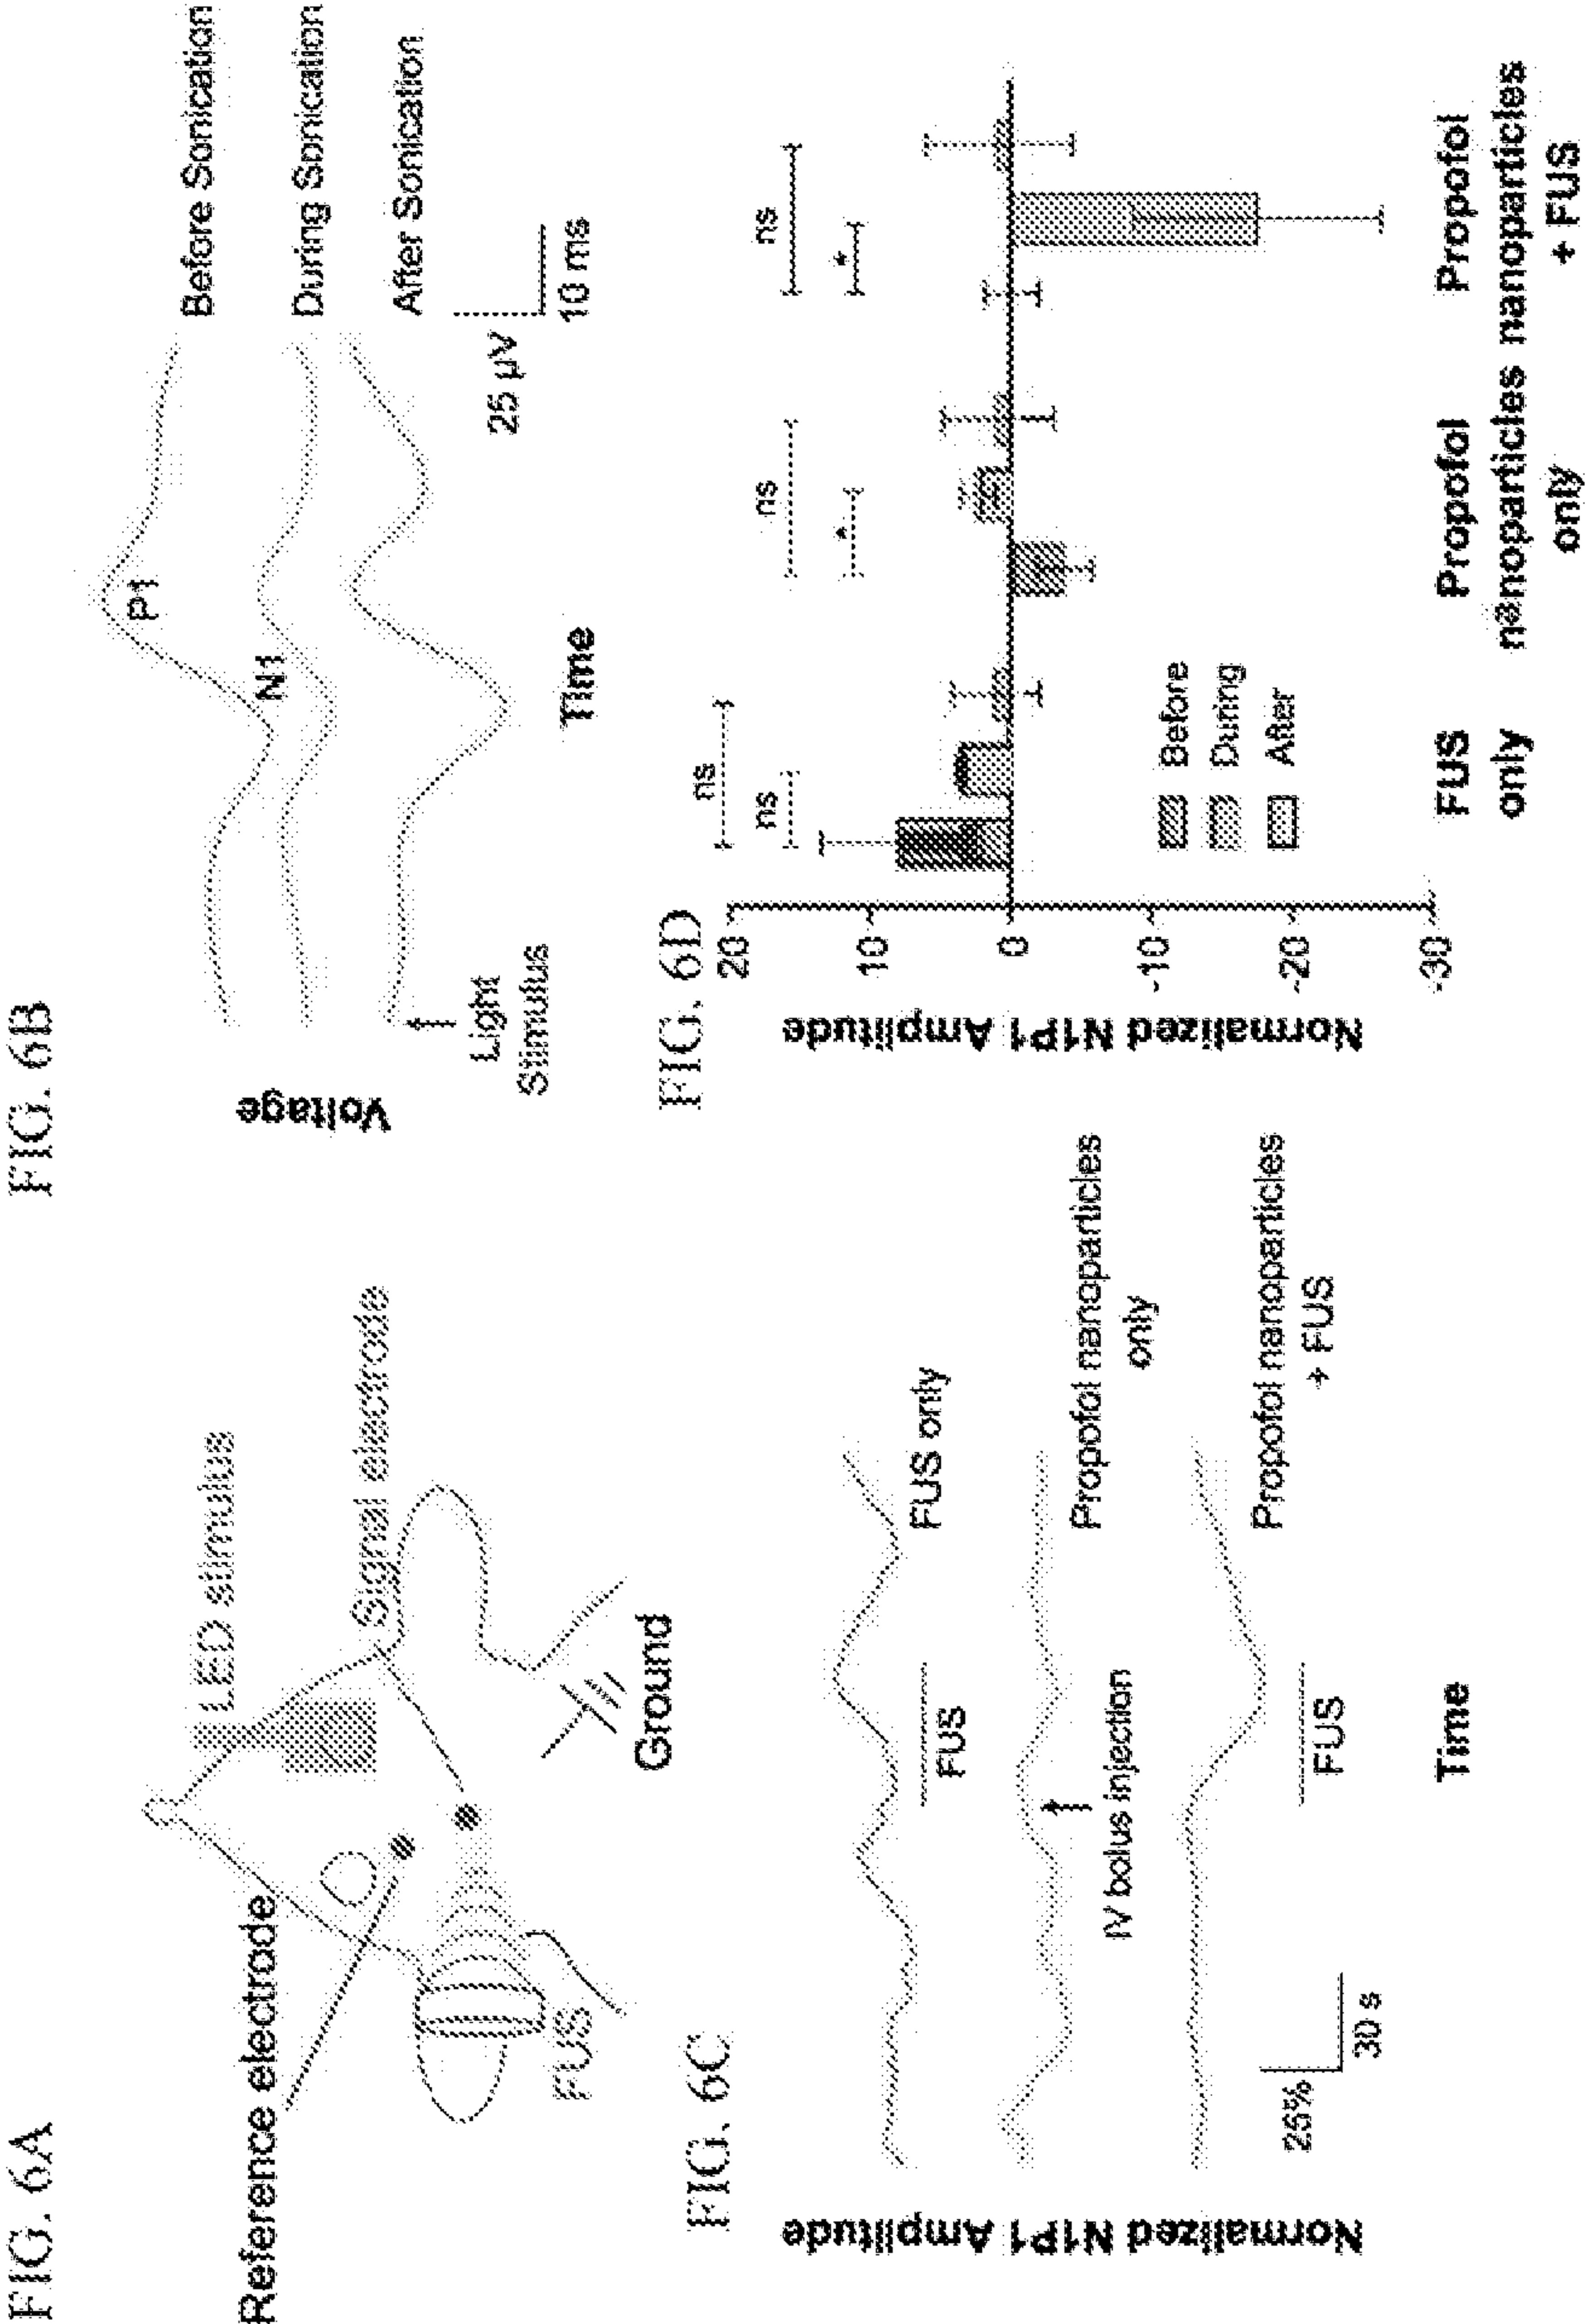 FIG. 6A
Reference electrode
LED stimulus
Signal electrode
FUS
Ground
FIG. 6B
Voltage
P1
N1
Before Sonication
During Sonication
After Sonication
Light
Stimulus
Time
25 µV
10 ms
FIG. 6C
Normalized N1P1 Amplitude
FUS only
FUS
Propofol nanoparticles
only
IV bolus injection
Propofol nanoparticles
+ FUS
FUS
25%
30 s
Time
FIG. 6D
Normalized N1P1 Amplitude
20
10
0
-10
-20
-30
ns
ns
ns
*
ns
*
Before
During
After
FUS
only
Propofol
nanoparticles
only
Propofol
nanoparticles
+ FUS